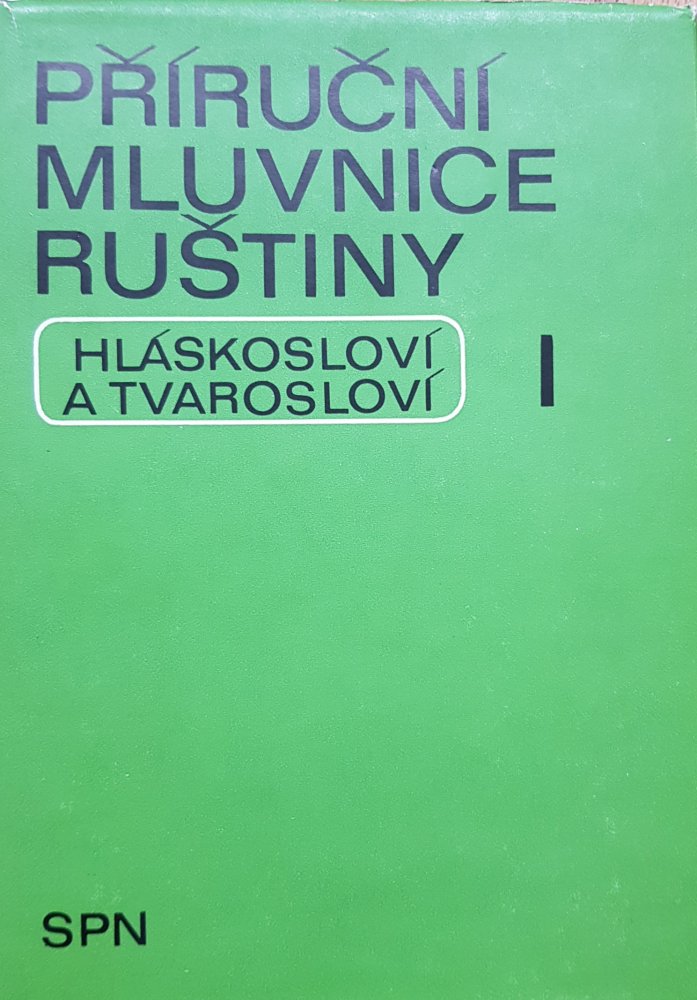 PŘÍRUČNÍ
MLUVNICE
RUŠTINY
HLÁSKOSLOVÍ
A TVAROSLOVÍ
I
SPN